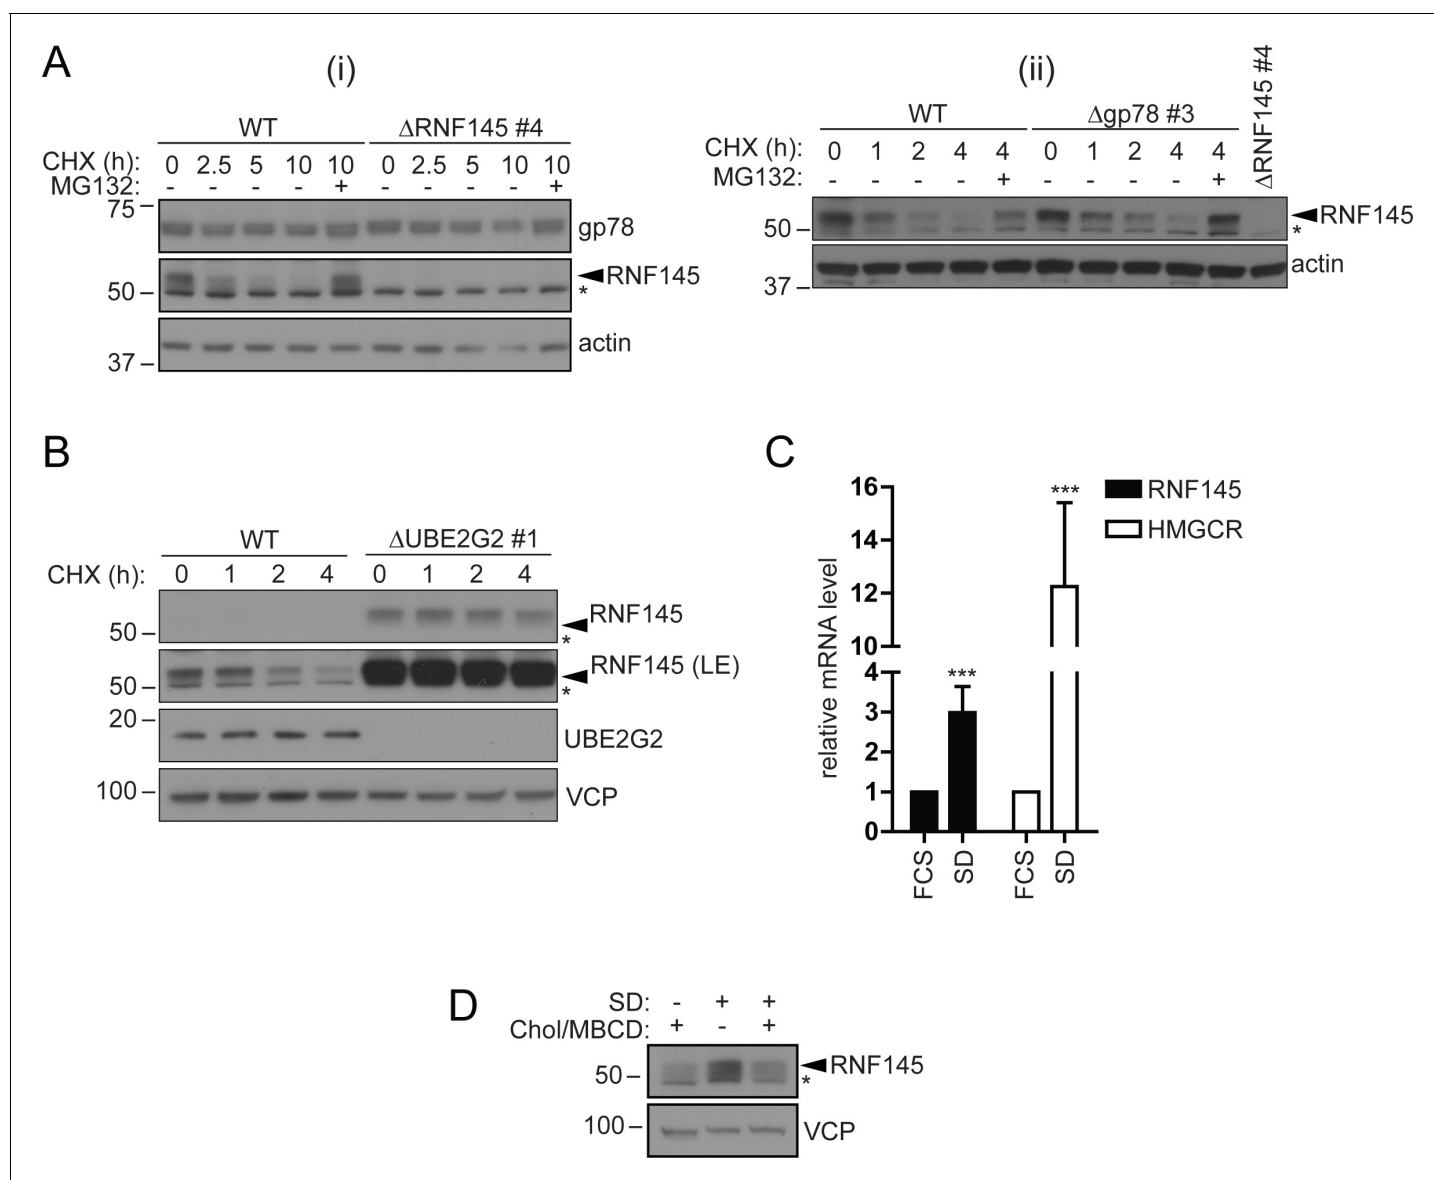 A
(i)
WT ΔRNF145 #4
CHX (h): 0 2.5 5 10 10 0 2.5 5 10 10
MG132: - - - - + - - - - +
75
gp78
RNF145
50
*
actin
37
(ii)
WT Δgp78 #3 ΔRNF145 #4
CHX (h): 0 1 2 4 4 0 1 2 4 4
MG132: - - - - + - - - - +
RNF145
50
*
actin
37
B
WT ΔUBE2G2 #1
CHX (h): 0 1 2 4 0 1 2 4
RNF145
50
*
RNF145 (LE)
50
*
20
UBE2G2
100
VCP
C
relative mRNA level
16
14
12
10
4
3
2
1
0
***
***
RNF145
HMGCR
FCS SD FCS SD
D
SD: - + +
Chol/MBCD: + - +
RNF145
50
*
100
VCP